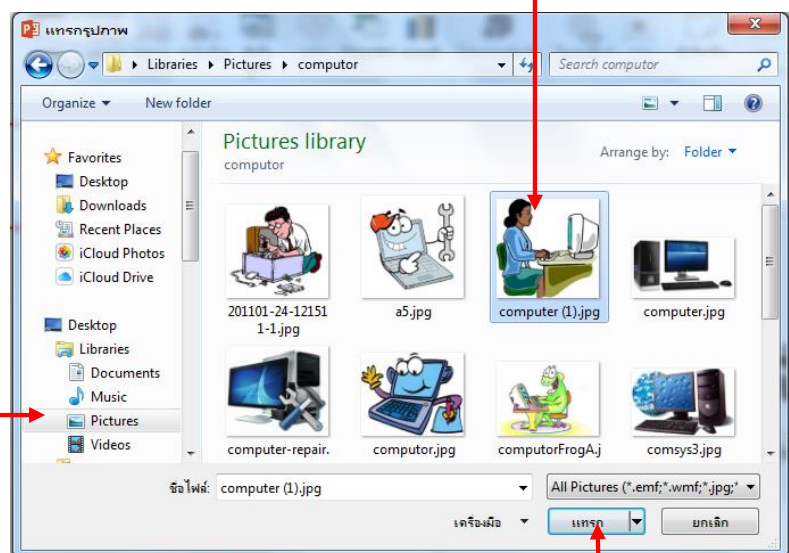 แทรกรูปภาพ
Libraries Pictures computor
Search computor
Organize New folder
Favorites
Desktop
Downloads
Recent Places
iCloud Photos
iCloud Drive
Desktop
Libraries
Documents
Music
Pictures
Videos
Pictures library
computor
Arrange by: Folder
201101-24-12151
1-1.jpg
a5.jpg
computer (1).jpg
computer.jpg
computer-repair.
computor.jpg
computorFrogA.j
comsys3.jpg
ชื่อไฟล์: computer (1).jpg
All Pictures (*.emf;*.wmf;*.jpg;*
เครื่องมือ แทรก ยกเลิก